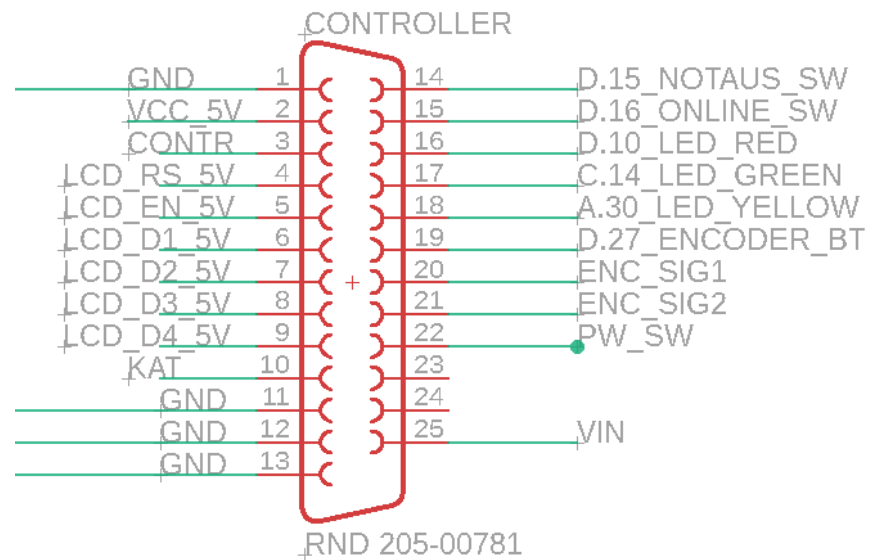 CONTROLLER
GND 1 14 D.15_NOTAUS_SW
VCC_5V 2 15 D.16_ONLINE_SW
CONTR 3 16 D.10_LED_RED
LCD_RS_5V 4 17 C.14_LED_GREEN
LCD_EN_5V 5 18 A.30_LED_YELLOW
LCD_D1_5V 6 19 D.27_ENCODER_BT
LCD_D2_5V 7 20 ENC_SIG1
LCD_D3_5V 8 21 ENC_SIG2
LCD_D4_5V 9 22 PW_SW
KAT 10 23
GND 11 24
GND 12 25 VIN
GND 13
RND 205-00781